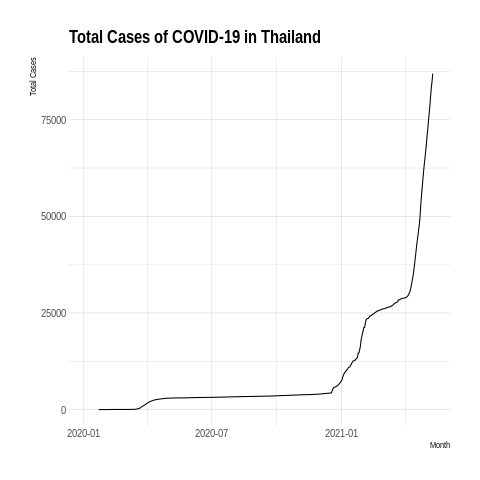 Total Cases of COVID-19 in Thailand
Total Cases
75000
50000
25000
0
2020-01 2020-07 2021-01
Month